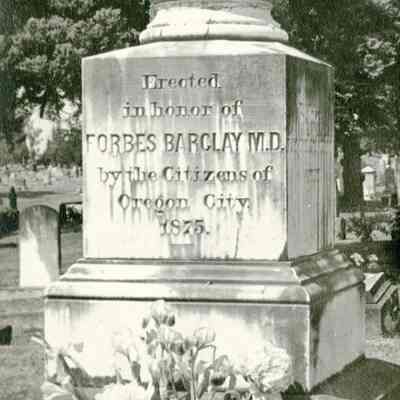 Erected
in honor of
FORBES BARCLAY M.D.
by the Citizens of
Oregon City,
1875.